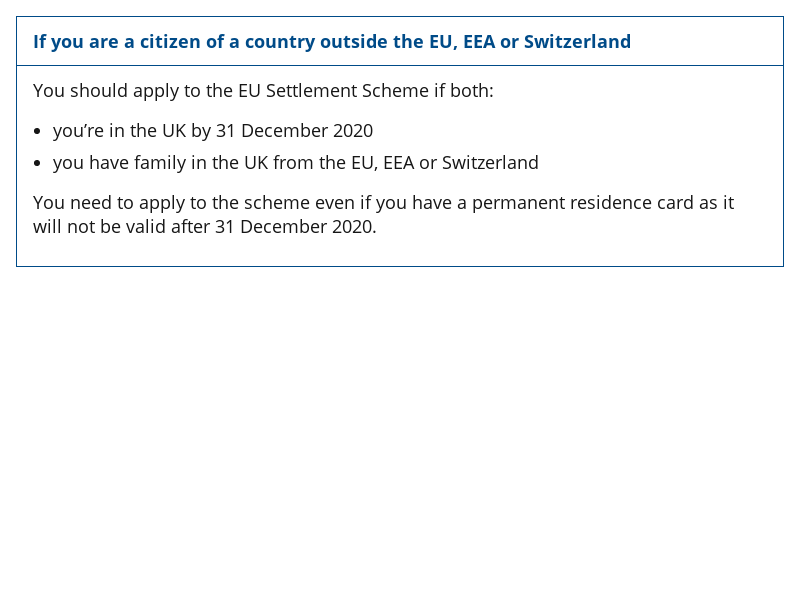 If you are a citizen of a country outside the EU, EEA or Switzerland
You should apply to the EU Settlement Scheme if both:
• you’re in the UK by 31 December 2020
• you have family in the UK from the EU, EEA or Switzerland
You need to apply to the scheme even if you have a permanent residence card as it
will not be valid after 31 December 2020.